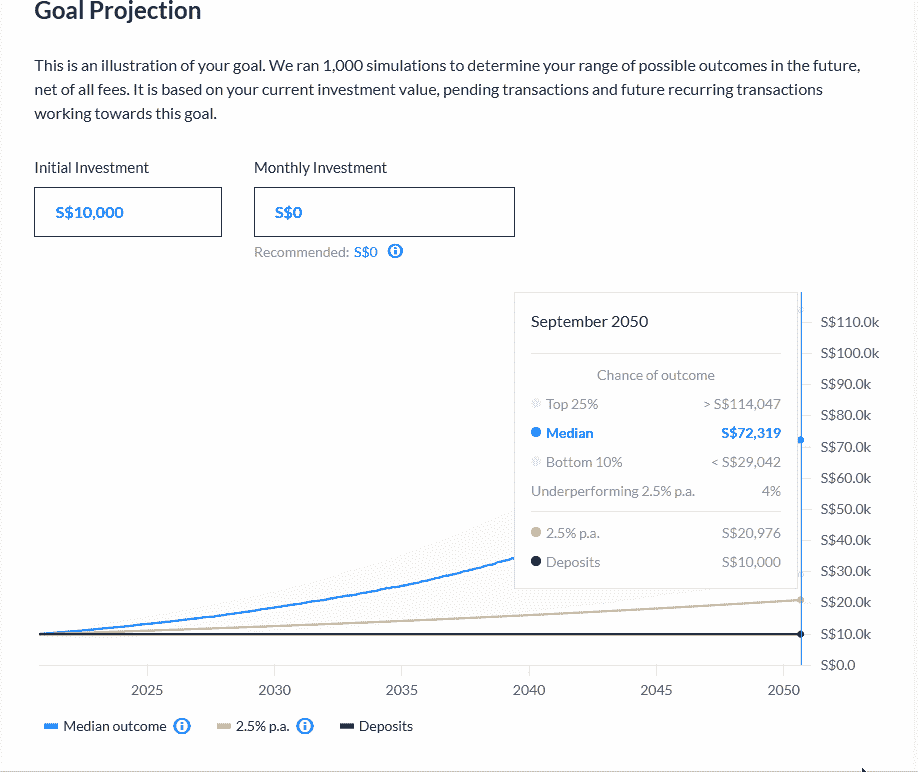 Goal Projection
This is an illustration of your goal. We ran 1,000 simulations to determine your range of possible outcomes in the future,
net of all fees. It is based on your current investment value, pending transactions and future recurring transactions
working towards this goal.
Initial Investment
Monthly Investment
S$10,000
S$0
Recommended: S$0
September 2050
Chance of outcome
Top 25% > S$114,047
Median S$72,319
Bottom 10% < S$29,042
Underperforming 2.5% p.a. 4%
2.5% p.a. S$20,976
Deposits S$10,000
S$110.0k
S$100.0k
S$90.0k
S$80.0k
S$70.0k
S$60.0k
S$50.0k
S$40.0k
S$30.0k
S$20.0k
S$10.0k
S$0.0
2025 2030 2035 2040 2045 2050
Median outcome 2.5% p.a. Deposits